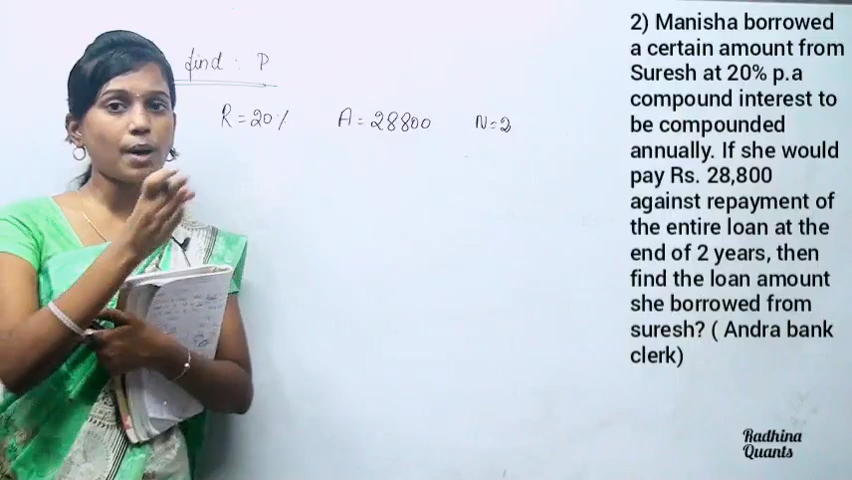 find : P
R = 20%
A = 28800
N = 2
2) Manisha borrowed
a certain amount from
Suresh at 20% p.a
compound interest to
be compounded
annually. If she would
pay Rs. 28,800
against repayment of
the entire loan at the
end of 2 years, then
find the loan amount
she borrowed from
suresh? ( Andra bank
clerk)
Radhina
Quants